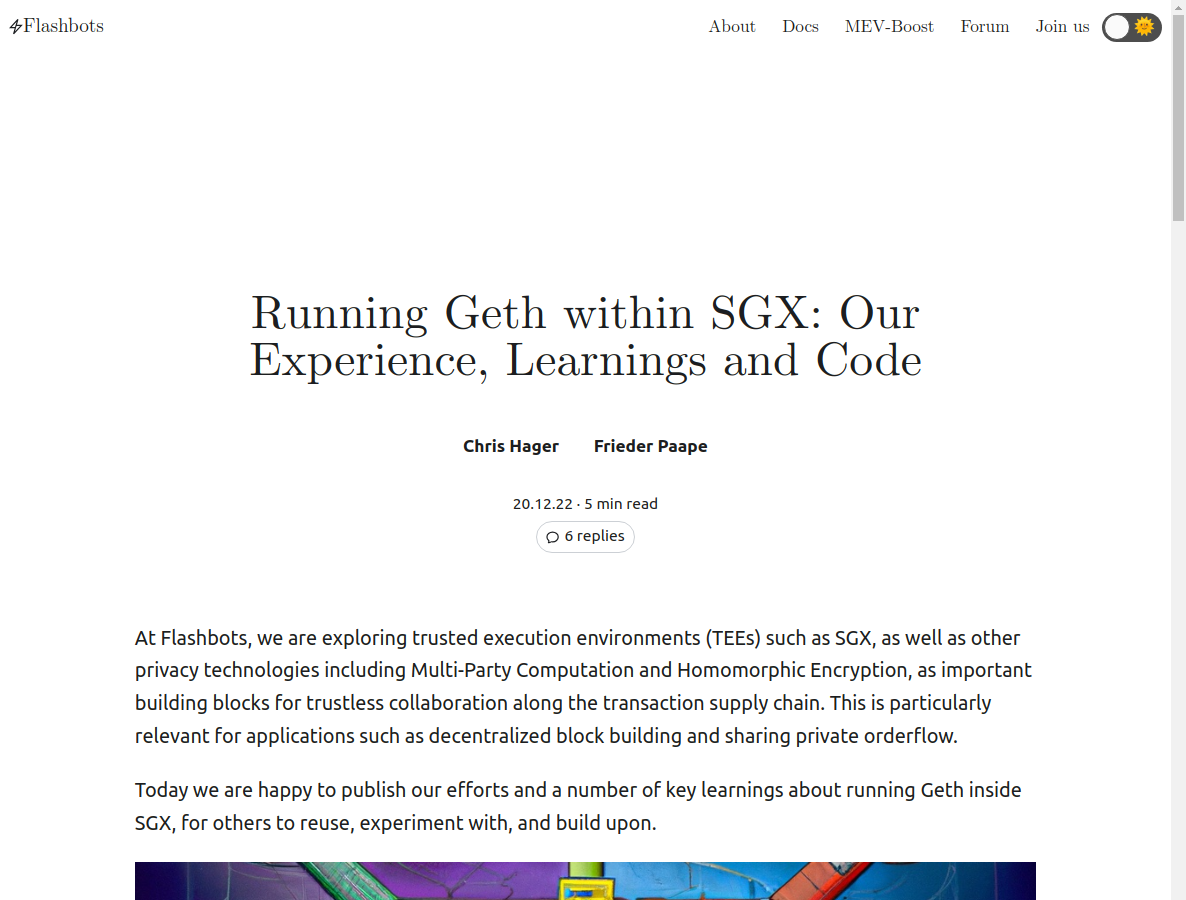 Flashbots
About Docs MEV-Boost Forum Join us
Running Geth within SGX: Our
Experience, Learnings and Code
Chris Hager Frieder Paape
20.12.22 · 5 min read
6 replies
At Flashbots, we are exploring trusted execution environments (TEEs) such as SGX, as well as other
privacy technologies including Multi-Party Computation and Homomorphic Encryption, as important
building blocks for trustless collaboration along the transaction supply chain. This is particularly
relevant for applications such as decentralized block building and sharing private orderflow.
Today we are happy to publish our efforts and a number of key learnings about running Geth inside
SGX, for others to reuse, experiment with, and build upon.